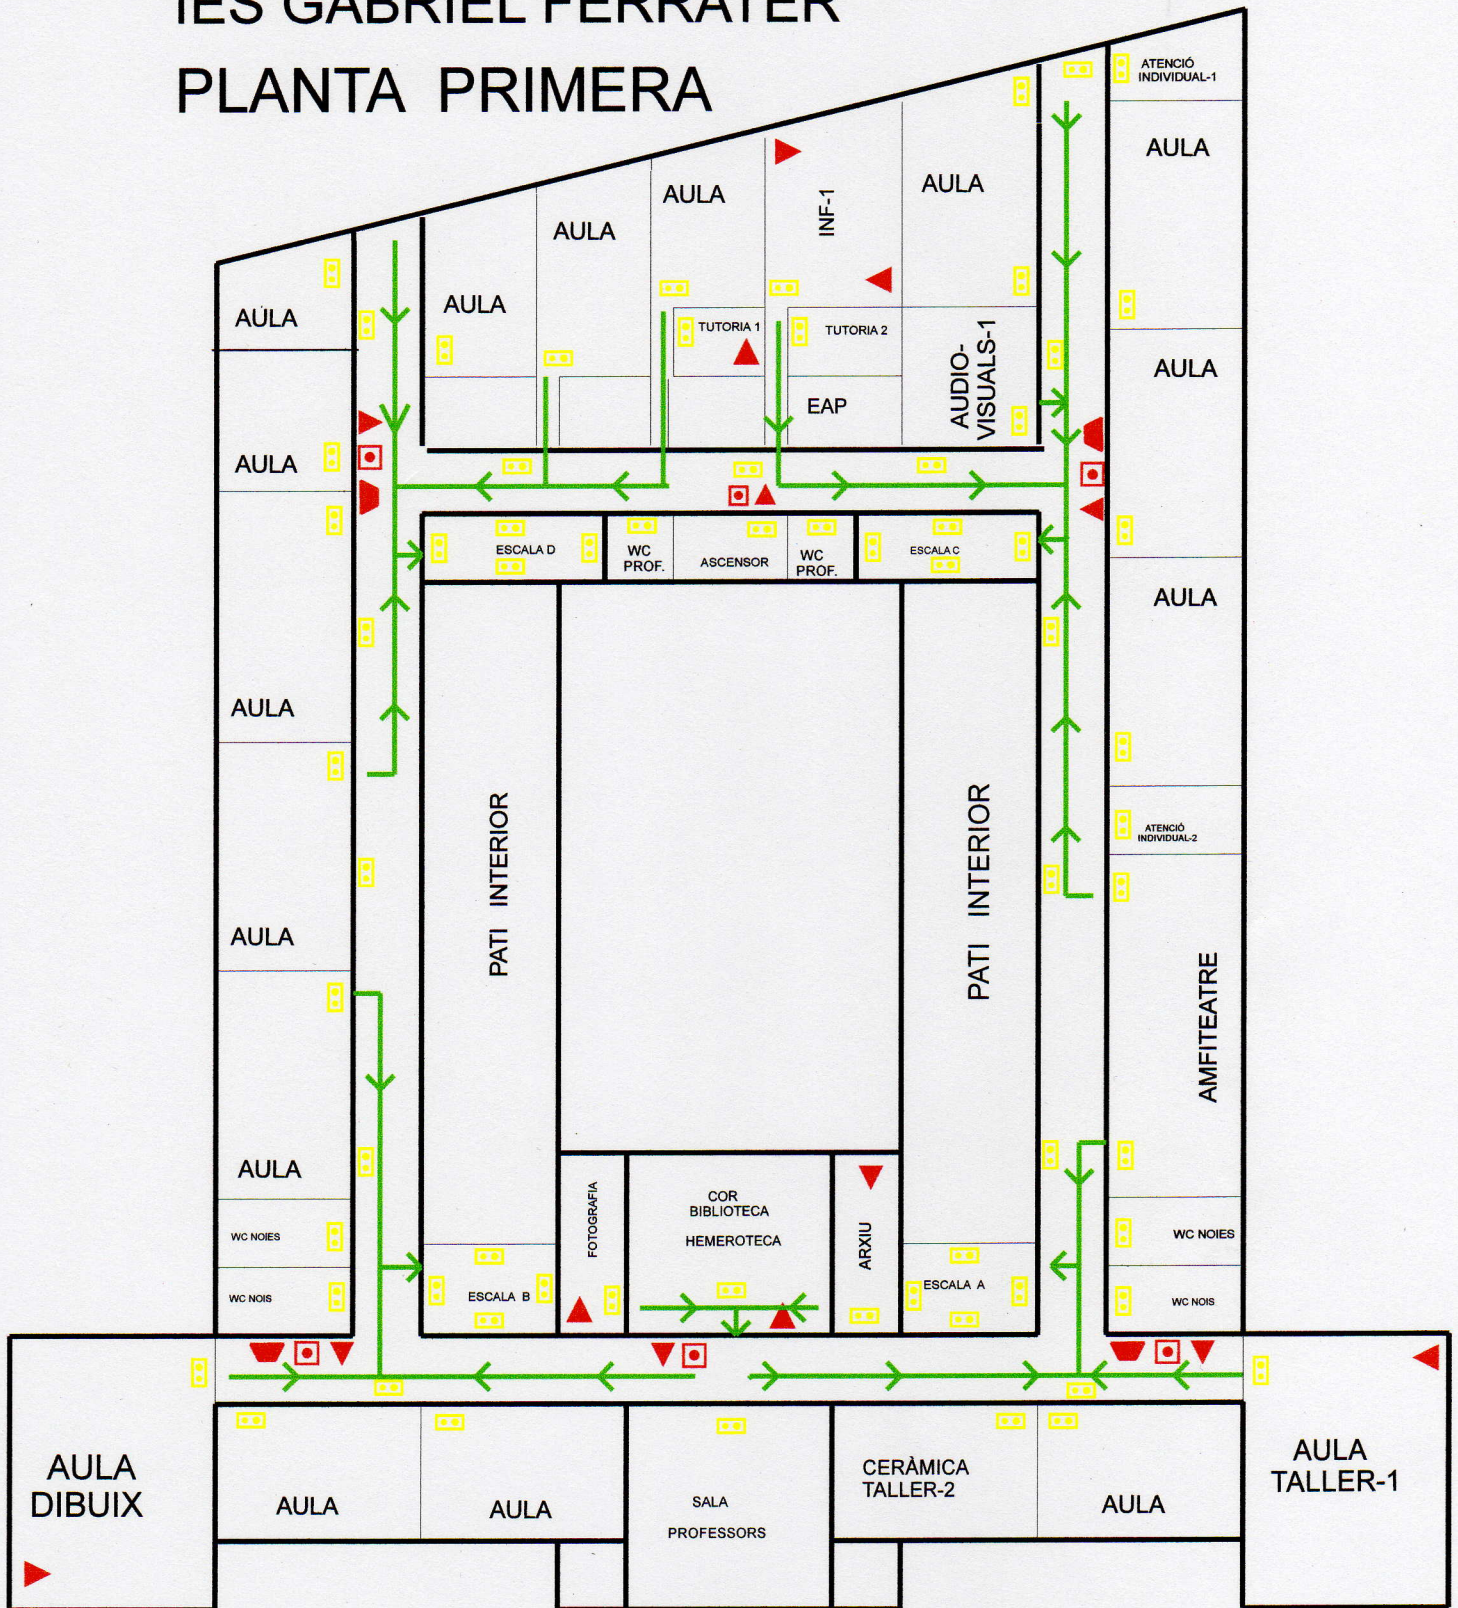 IES GABRIEL FERRATER
PLANTA PRIMERA
ATENCIÓ
INDIVIDUAL-1
AULA
AULA
AULA
INF-1
AULA
AULA
AULA
AULA
TUTORIA 1
TUTORIA 2
AUDIO-
VISUALS-1
AULA
EAP
AULA
ESCALA D
WC
PROF.
ASCENSOR
WC
PROF.
ESCALA C
AULA
AULA
ATENCIÓ
INDIVIDUAL-2
PATI INTERIOR
PATI INTERIOR
AULA
AMFITEATRE
AULA
FOTOGRAFIA
COR
BIBLIOTECA
HEMEROTECA
ARXIU
WC NOIES
WC NOIES
ESCALA B
ESCALA A
WC NOIS
WC NOIS
AULA
DIBUIX
AULA
AULA
SALA
PROFESSORS
CERÀMICA
TALLER-2
AULA
AULA
TALLER-1